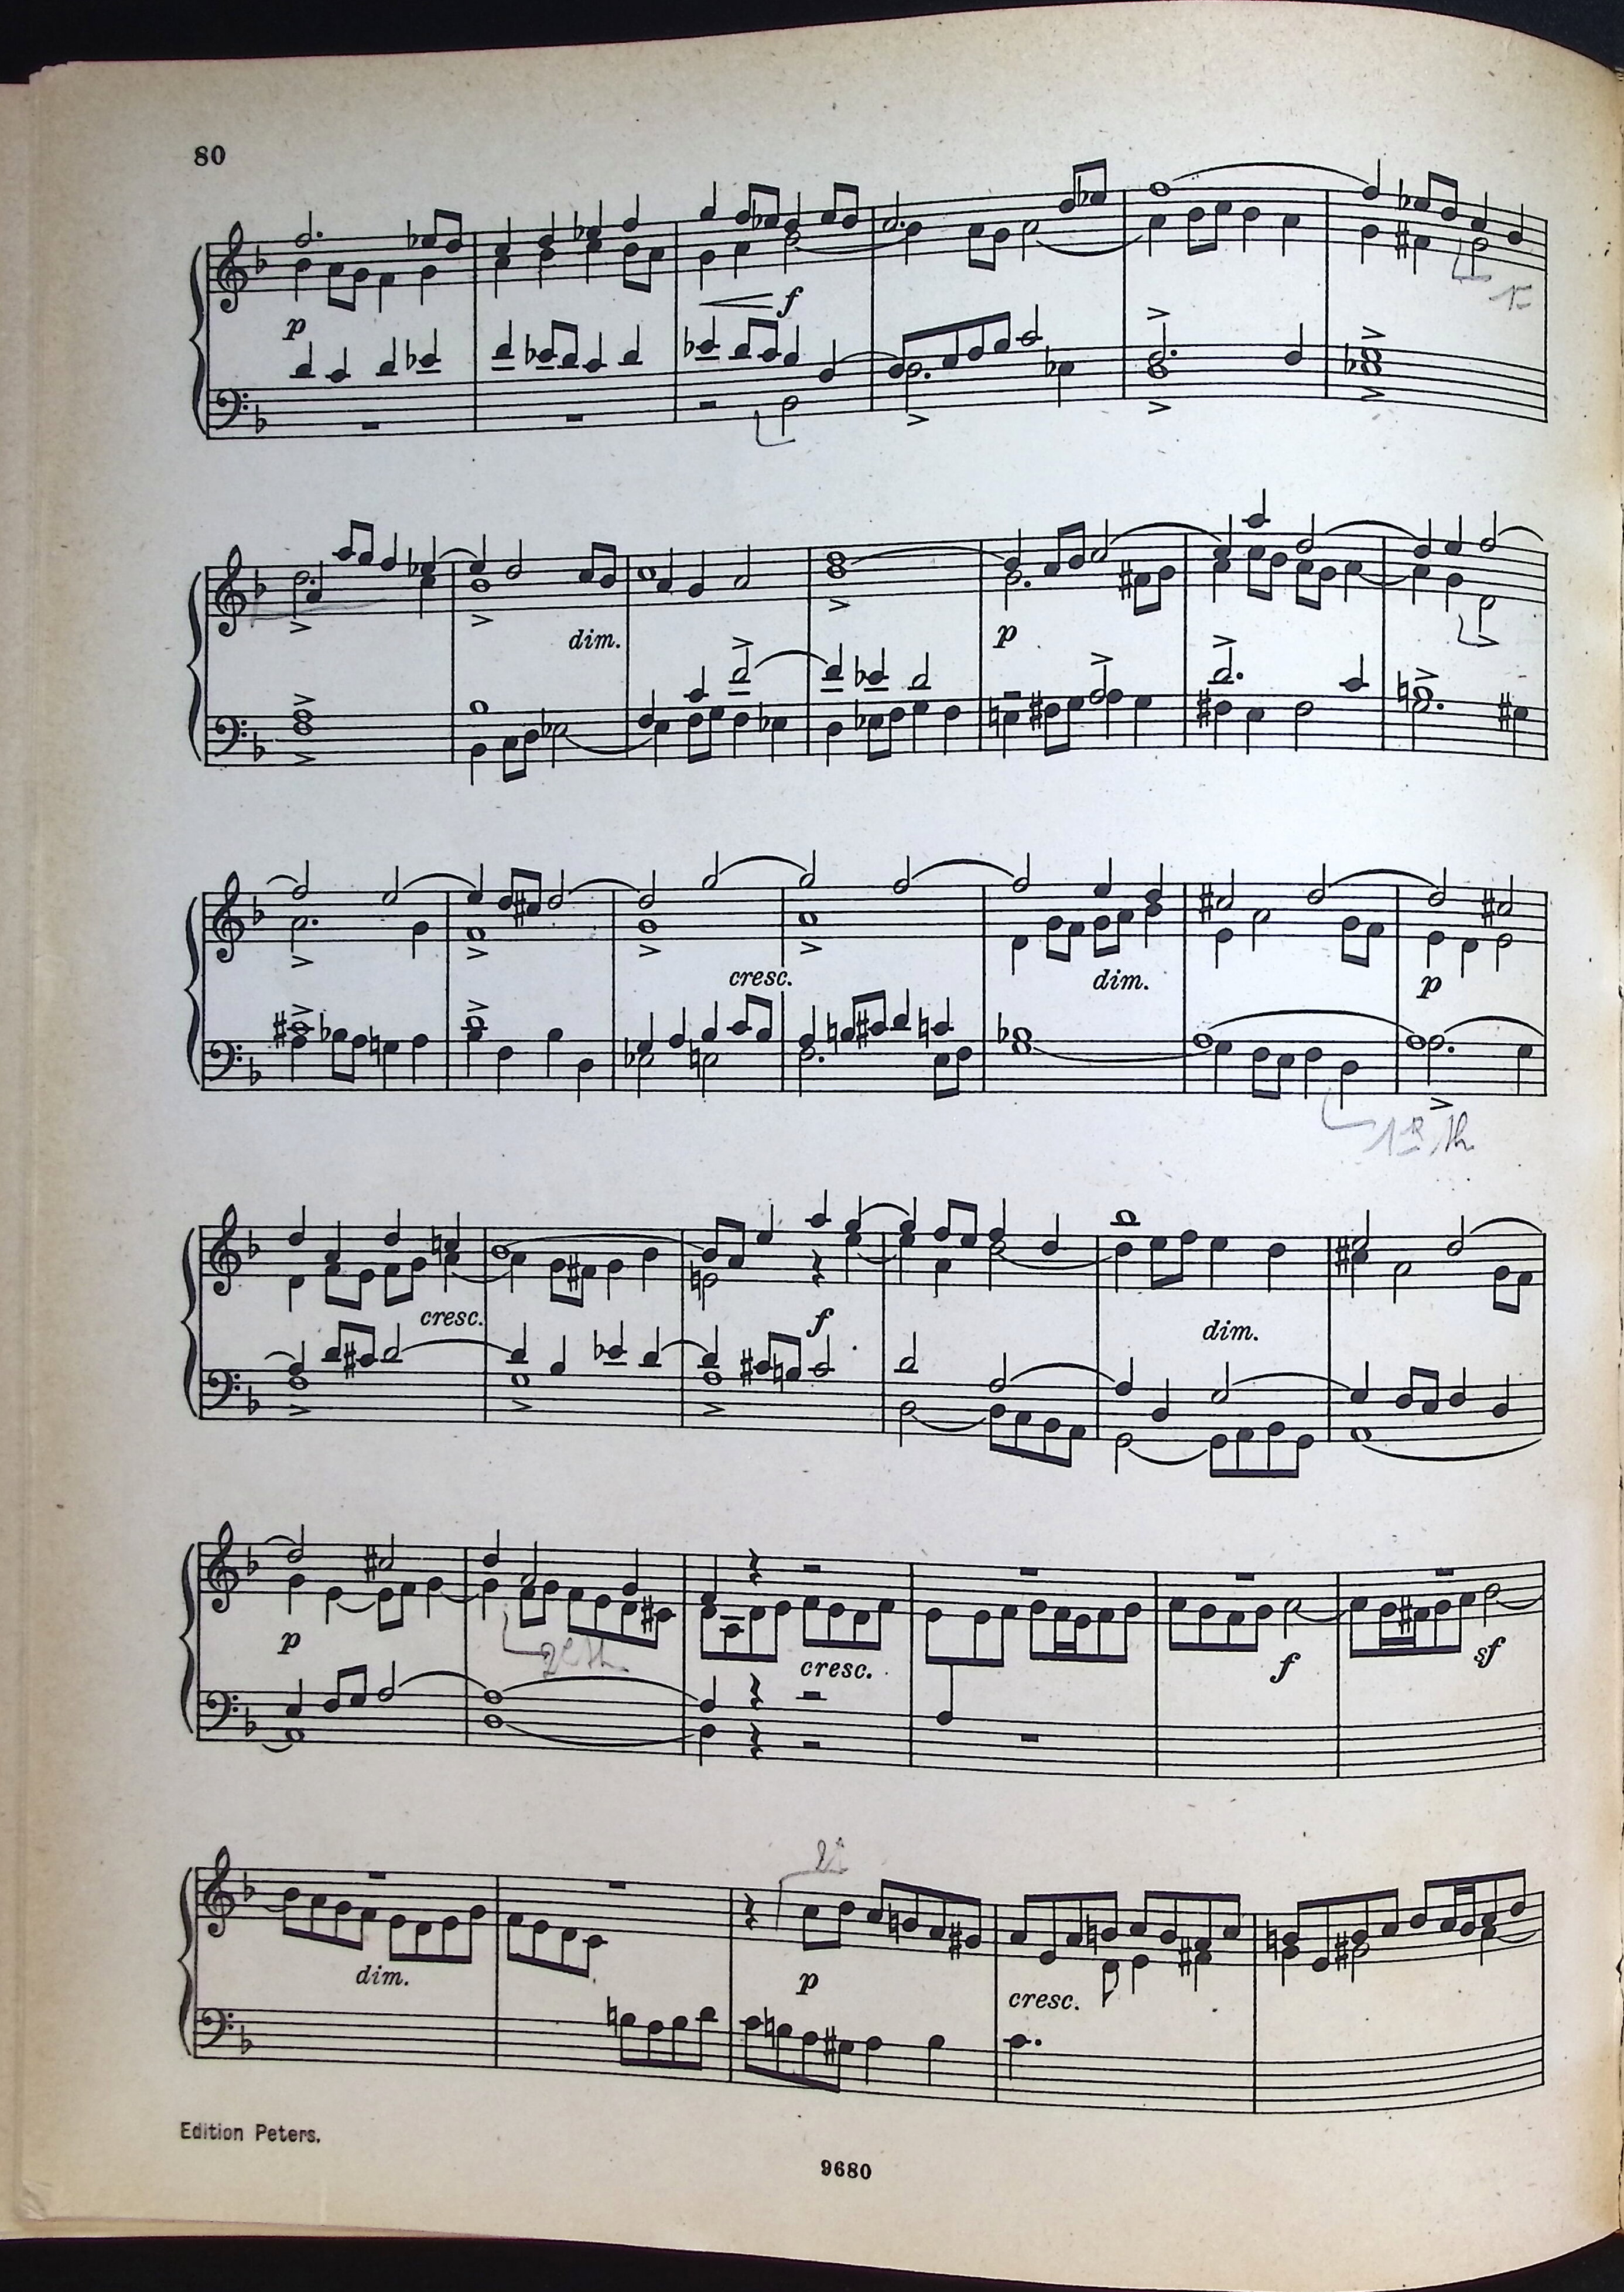 80
p
f
dim.
p
cresc.
dim.
p
cresc.
f
dim.
p
cresc.
f
sf
dim.
p
cresc.
Edition Peters.
9680